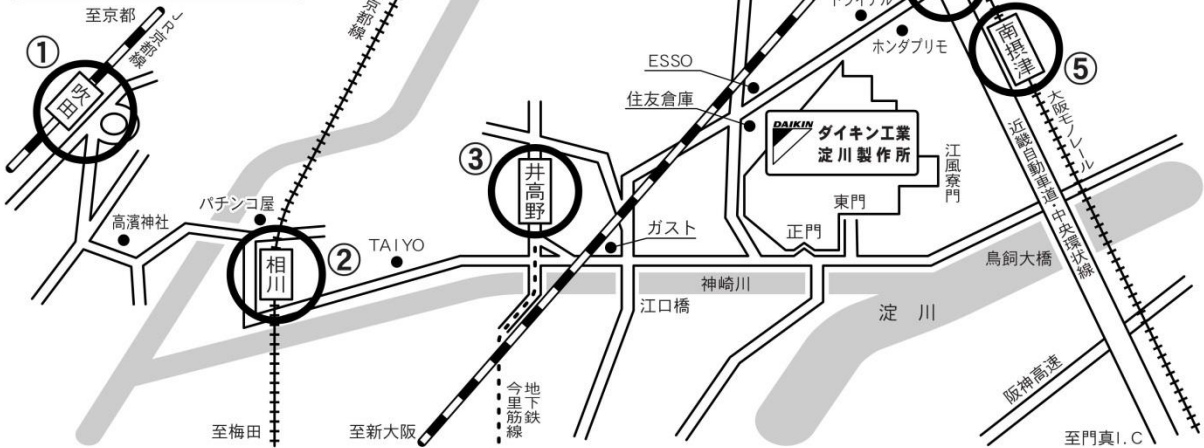 至京都
JR京都線
①
吹田
高濱神社
パチンコ屋
京都線
相川
②
TAIYO
至梅田
③
井高野
ガスト
江口橋
神崎川
地下鉄
今里筋線
至新大阪
ESSO
住友倉庫
トライアル
ホンダプリモ
DAIKIN
ダイキン工業
淀川製作所
江風寮門
東門
正門
南摂津
⑤
大阪モノレール
近畿自動車道・中央環状線
鳥飼大橋
淀川
阪神高速
至門真I.C